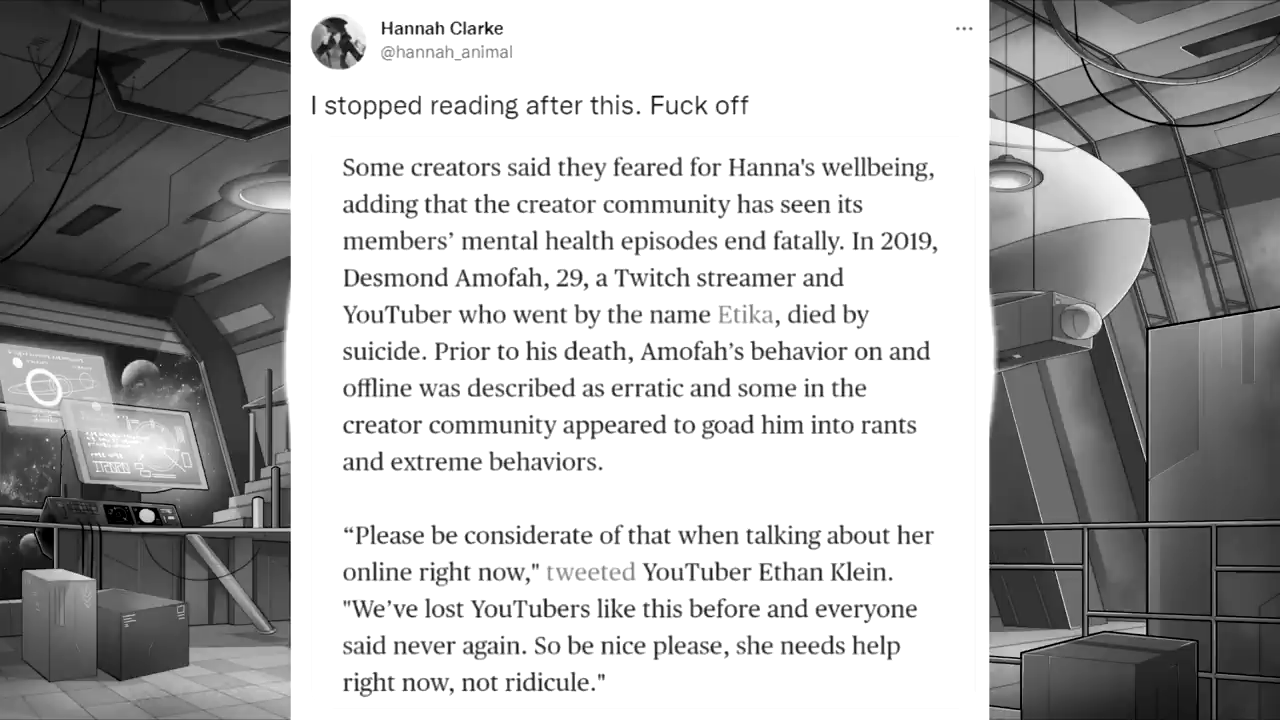 Hannah Clarke
@hannah_animal
I stopped reading after this. Fuck off
Some creators said they feared for Hanna's wellbeing,
adding that the creator community has seen its
members’ mental health episodes end fatally. In 2019,
Desmond Amofah, 29, a Twitch streamer and
YouTuber who went by the name Etika, died by
suicide. Prior to his death, Amofah’s behavior on and
offline was described as erratic and some in the
creator community appeared to goad him into rants
and extreme behaviors.
“Please be considerate of that when talking about her
online right now," tweeted YouTuber Ethan Klein.
"We’ve lost YouTubers like this before and everyone
said never again. So be nice please, she needs help
right now, not ridicule."